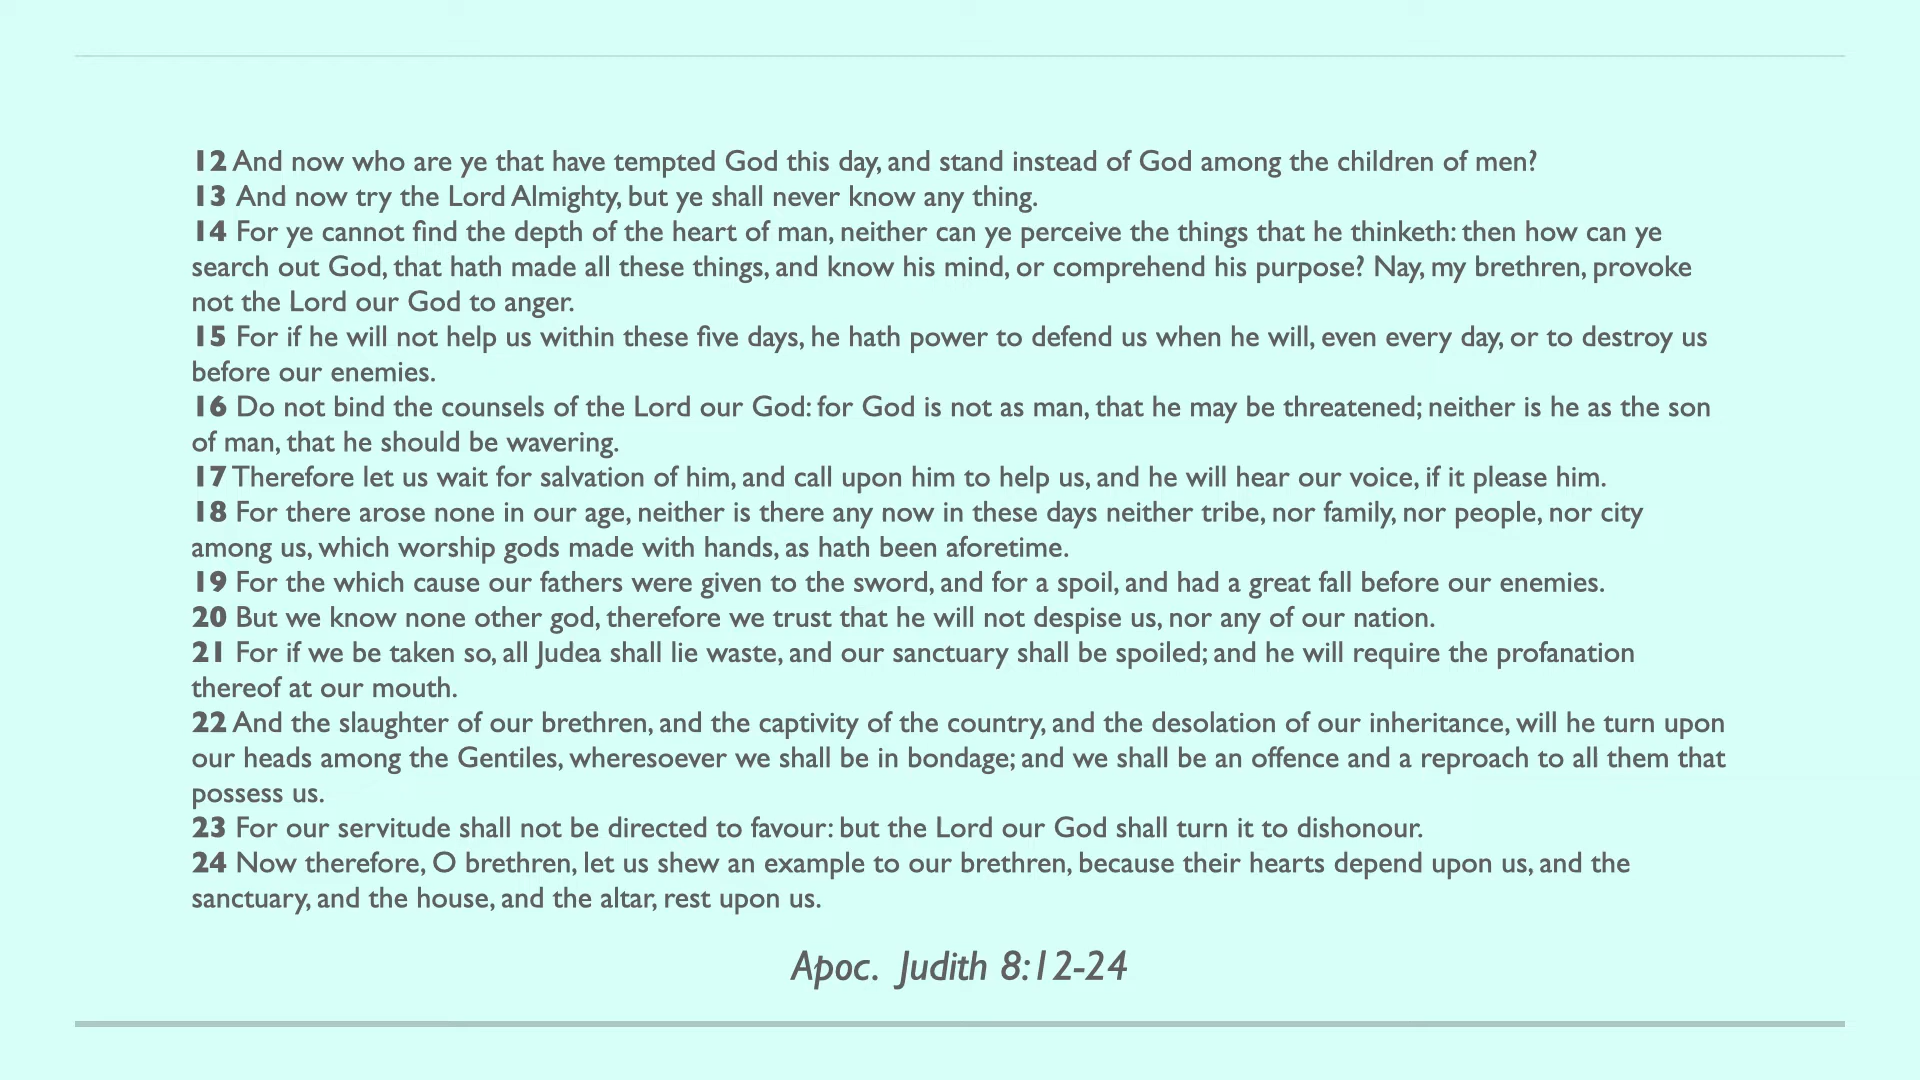 12 And now who are ye that have tempted God this day, and stand instead of God among the children of men?
13 And now try the Lord Almighty, but ye shall never know any thing.
14 For ye cannot find the depth of the heart of man, neither can ye perceive the things that he thinketh: then how can ye
search out God, that hath made all these things, and know his mind, or comprehend his purpose? Nay, my brethren, provoke
not the Lord our God to anger.
15 For if he will not help us within these five days, he hath power to defend us when he will, even every day, or to destroy us
before our enemies.
16 Do not bind the counsels of the Lord our God: for God is not as man, that he may be threatened; neither is he as the son
of man, that he should be wavering.
17 Therefore let us wait for salvation of him, and call upon him to help us, and he will hear our voice, if it please him.
18 For there arose none in our age, neither is there any now in these days neither tribe, nor family, nor people, nor city
among us, which worship gods made with hands, as hath been aforetime.
19 For the which cause our fathers were given to the sword, and for a spoil, and had a great fall before our enemies.
20 But we know none other god, therefore we trust that he will not despise us, nor any of our nation.
21 For if we be taken so, all Judea shall lie waste, and our sanctuary shall be spoiled; and he will require the profanation
thereof at our mouth.
22 And the slaughter of our brethren, and the captivity of the country, and the desolation of our inheritance, will he turn upon
our heads among the Gentiles, wheresoever we shall be in bondage; and we shall be an offence and a reproach to all them that
possess us.
23 For our servitude shall not be directed to favour: but the Lord our God shall turn it to dishonour.
24 Now therefore, O brethren, let us shew an example to our brethren, because their hearts depend upon us, and the
sanctuary, and the house, and the altar, rest upon us.
Apoc. Judith 8:12-24